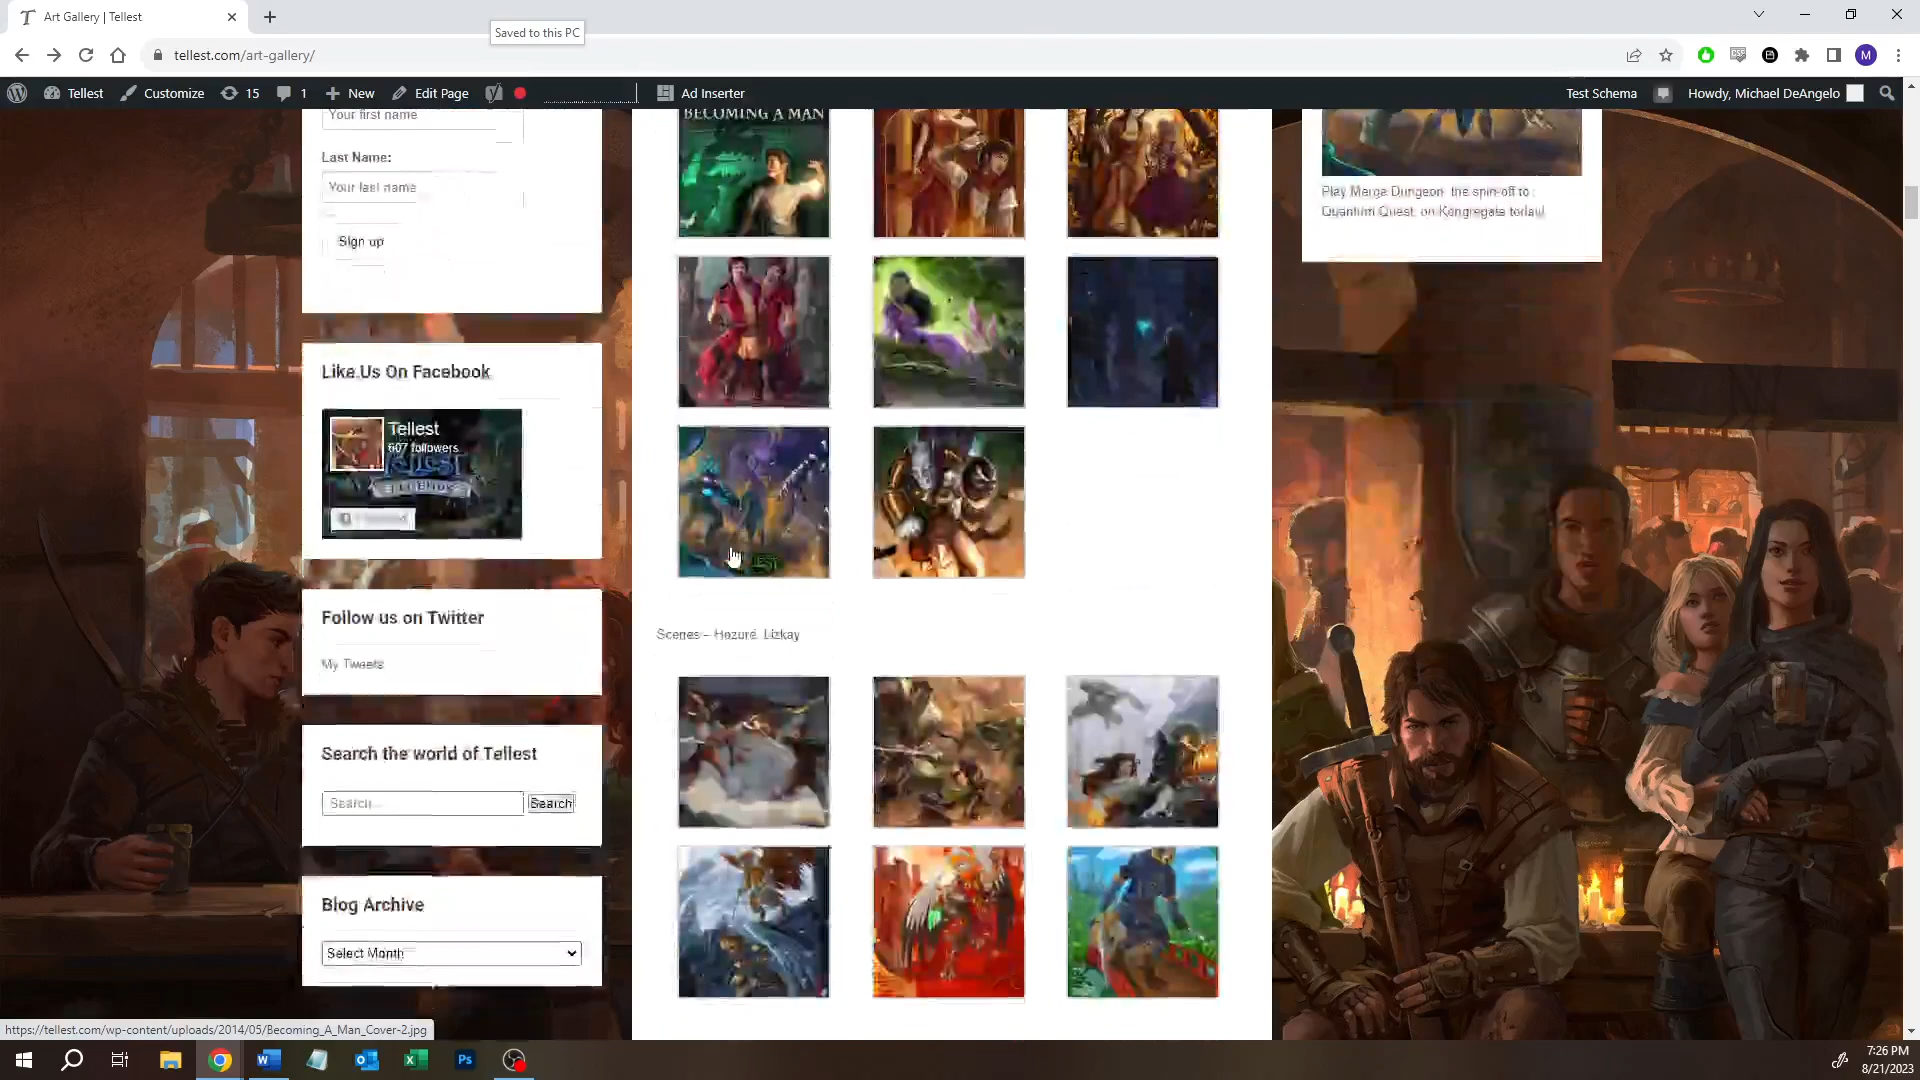 Art Gallery | Tellest
Saved to this PC
tellest.com/art-gallery/
M
Tellest
Customize
15
1
New
Edit Page
Ad Inserter
Test Schema
Howdy, Michael DeAngelo
Your first name
Last Name:
Your last name
Sign up
Like Us On Facebook
Tellest
607 followers
Follow us on Twitter
My Tweets
Search the world of Tellest
Search...
Search
Blog Archive
Select Month
BECOMING A MAN
Scenes – Hezuré, Lizkay
Play Merge Dungeon, the spin-off to
Quantum Quest, on Kongregate today!
https://tellest.com/wp-content/uploads/2014/05/Becoming_A_Man_Cover-2.jpg
7:26 PM
8/21/2023